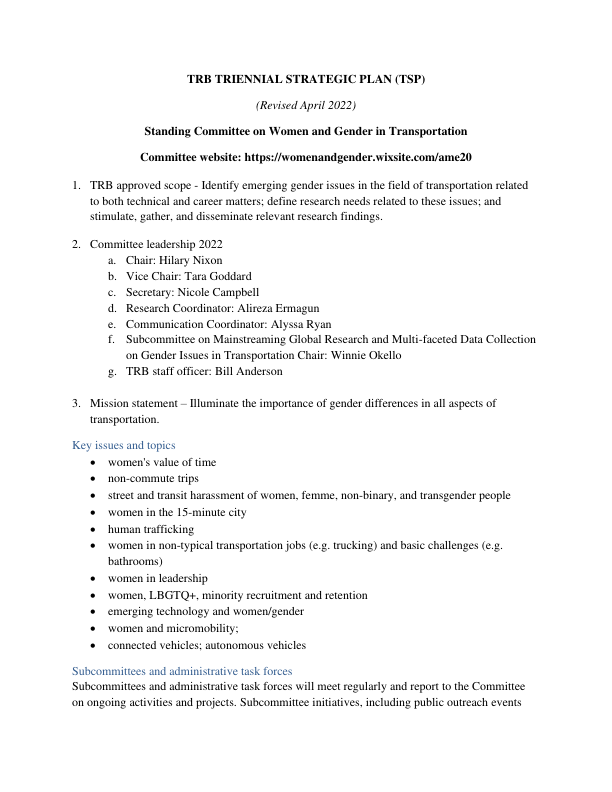 TRB TRIENNIAL STRATEGIC PLAN (TSP)
(Revised April 2022)
Standing Committee on Women and Gender in Transportation
Committee website: https://womenandgender.wixsite.com/ame20
1. TRB approved scope - Identify emerging gender issues in the field of transportation related
to both technical and career matters; define research needs related to these issues; and
stimulate, gather, and disseminate relevant research findings.
2. Committee leadership 2022
a. Chair: Hilary Nixon
b. Vice Chair: Tara Goddard
c. Secretary: Nicole Campbell
d. Research Coordinator: Alireza Ermagun
e. Communication Coordinator: Alyssa Ryan
f. Subcommittee on Mainstreaming Global Research and Multi-faceted Data Collection
on Gender Issues in Transportation Chair: Winnie Okello
g. TRB staff officer: Bill Anderson
3. Mission statement – Illuminate the importance of gender differences in all aspects of
transportation.
Key issues and topics
• women's value of time
• non-commute trips
• street and transit harassment of women, femme, non-binary, and transgender people
• women in the 15-minute city
• human trafficking
• women in non-typical transportation jobs (e.g. trucking) and basic challenges (e.g.
bathrooms)
• women in leadership
• women, LBGTQ+, minority recruitment and retention
• emerging technology and women/gender
• women and micromobility;
• connected vehicles; autonomous vehicles
Subcommittees and administrative task forces
Subcommittees and administrative task forces will meet regularly and report to the Committee
on ongoing activities and projects. Subcommittee initiatives, including public outreach events